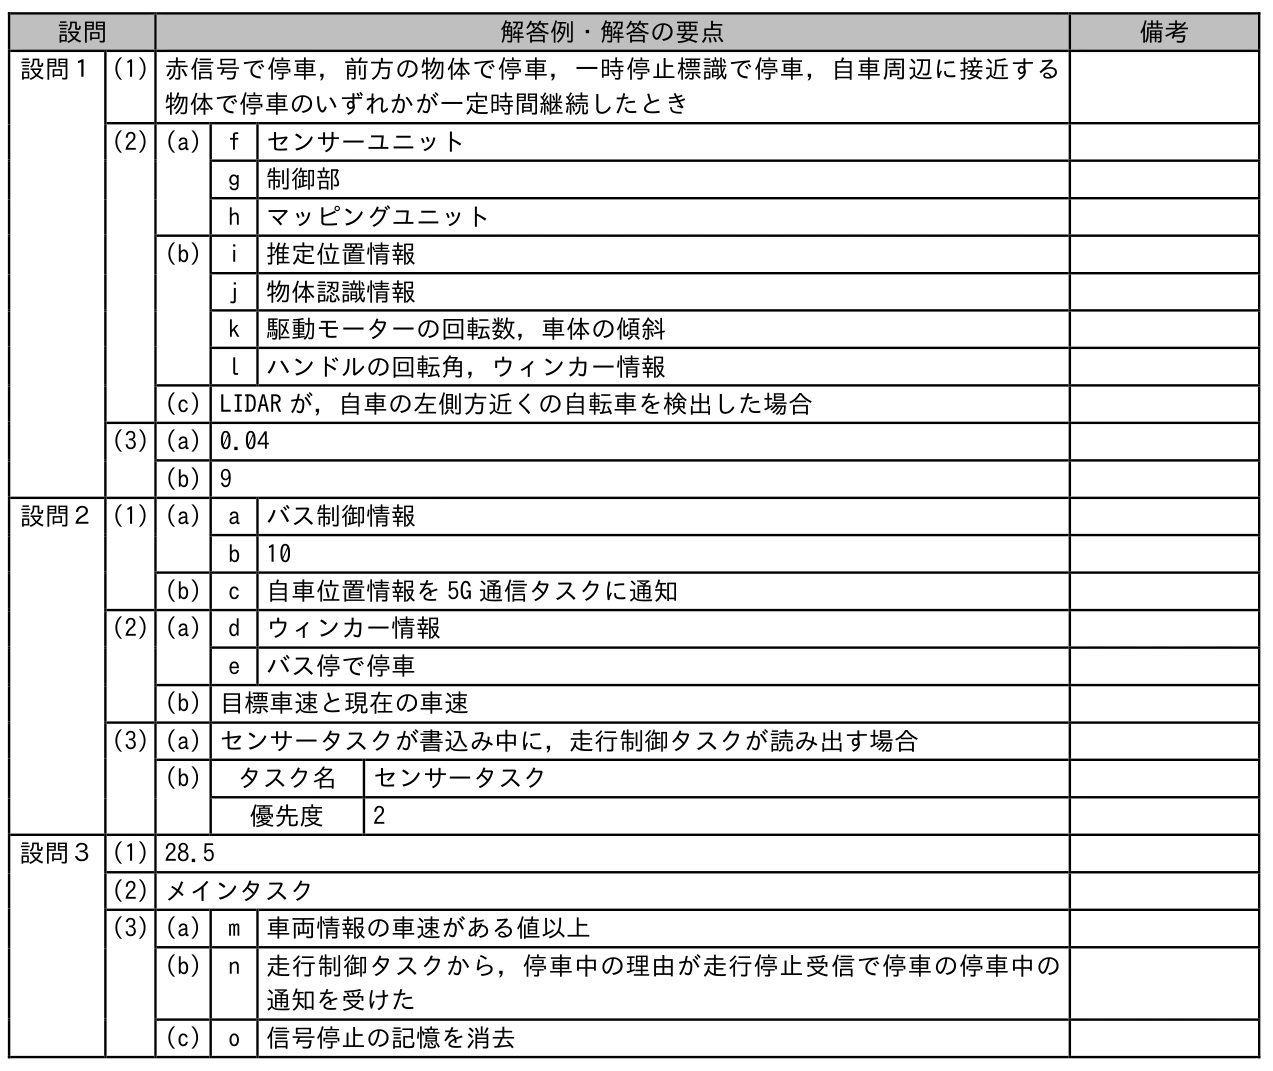 設問 解答例・解答の要点 備考
設問１ (1) 赤信号で停車，前方の物体で停車，一時停止標識で停車，自車周辺に接近する
物体で停車のいずれかが一定時間継続したとき
(2) (a) f センサーユニット
g 制御部
h マッピングユニット
(b) i 推定位置情報
j 物体認識情報
k 駆動モーターの回転数，車体の傾斜
l ハンドルの回転角，ウィンカー情報
(c) LIDAR が，自車の左側方近くの自転車を検出した場合
(3) (a) 0.04
(b) 9
設問２ (1) (a) a バス制御情報
b 10
(b) c 自車位置情報を 5G 通信タスクに通知
(2) (a) d ウィンカー情報
e バス停で停車
(b) 目標車速と現在の車速
(3) (a) センサータスクが書込み中に，走行制御タスクが読み出す場合
(b) タスク名 センサータスク
優先度 2
設問３ (1) 28.5
(2) メインタスク
(3) (a) m 車両情報の車速がある値以上
(b) n 走行制御タスクから，停車中の理由が走行停止受信で停車の停車中の
通知を受けた
(c) o 信号停止の記憶を消去